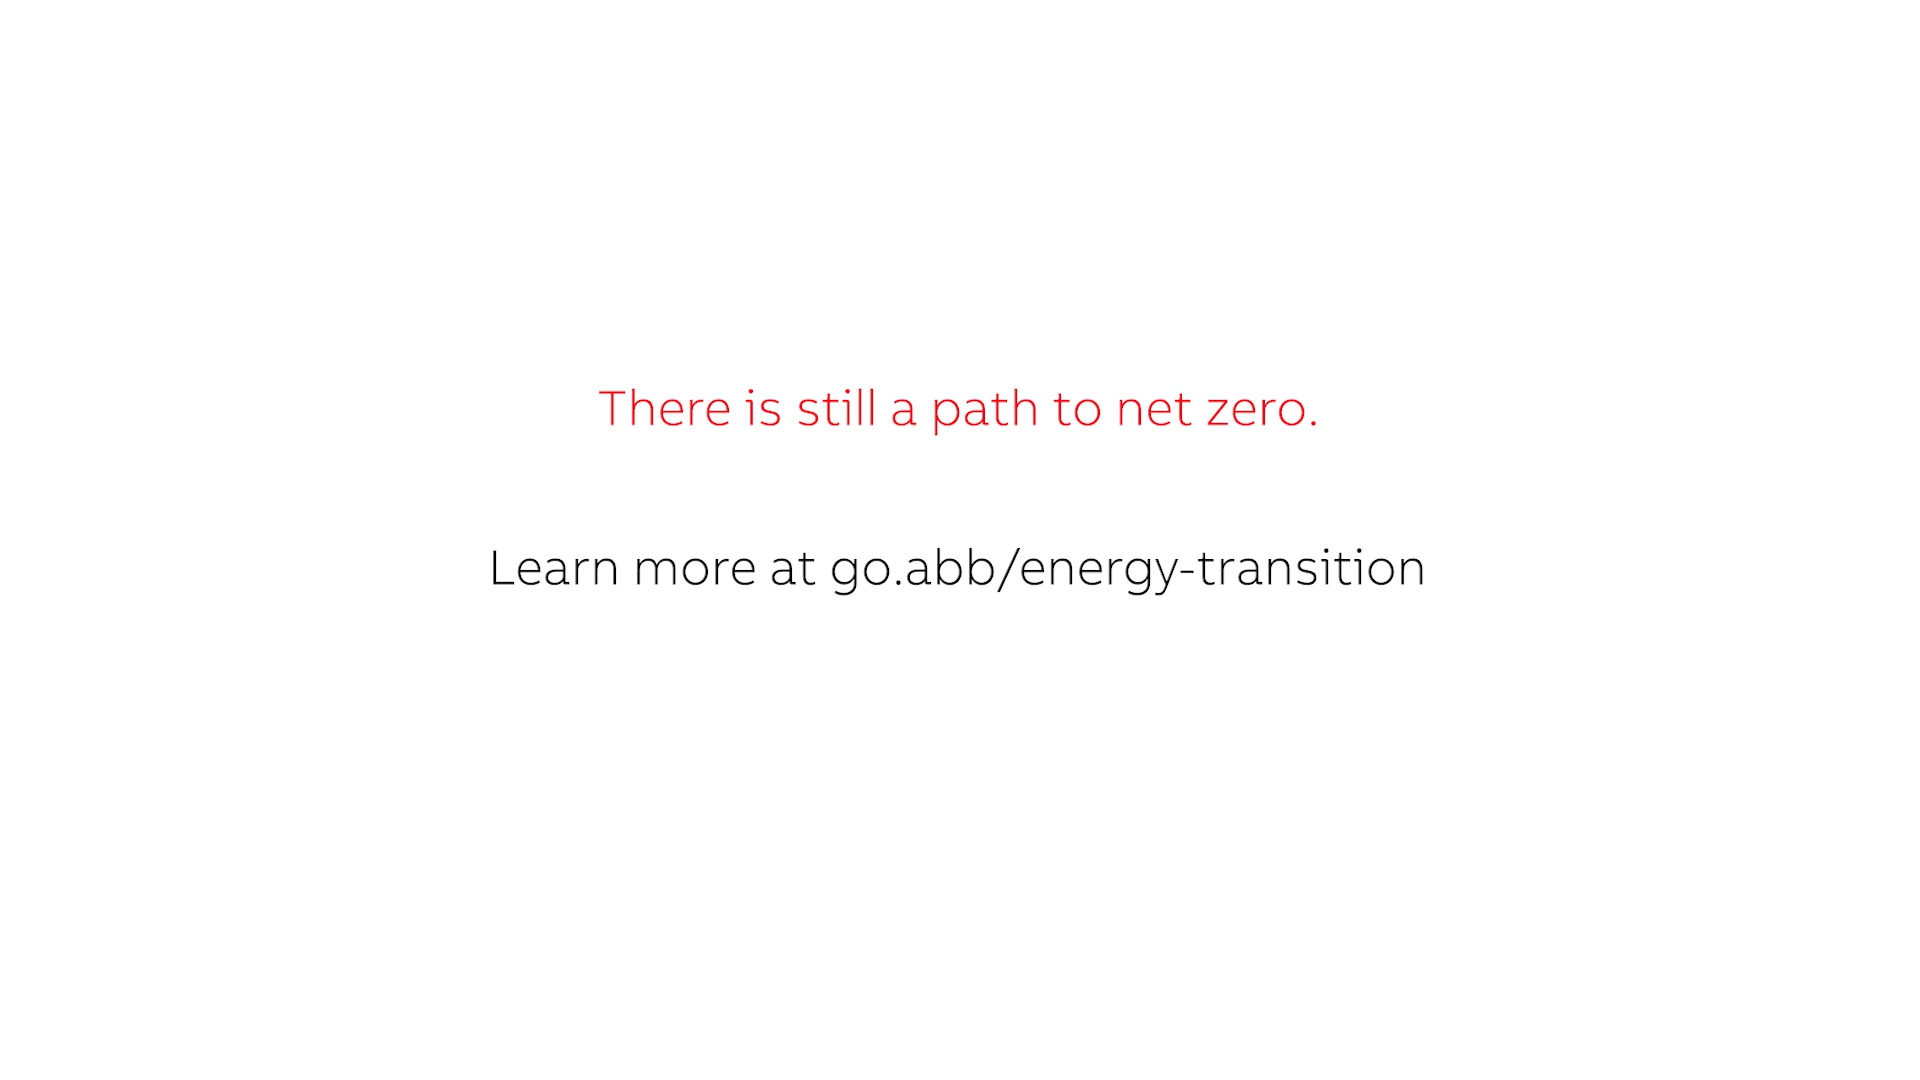 There is still a path to net zero.
Learn more at go.abb/energy-transition